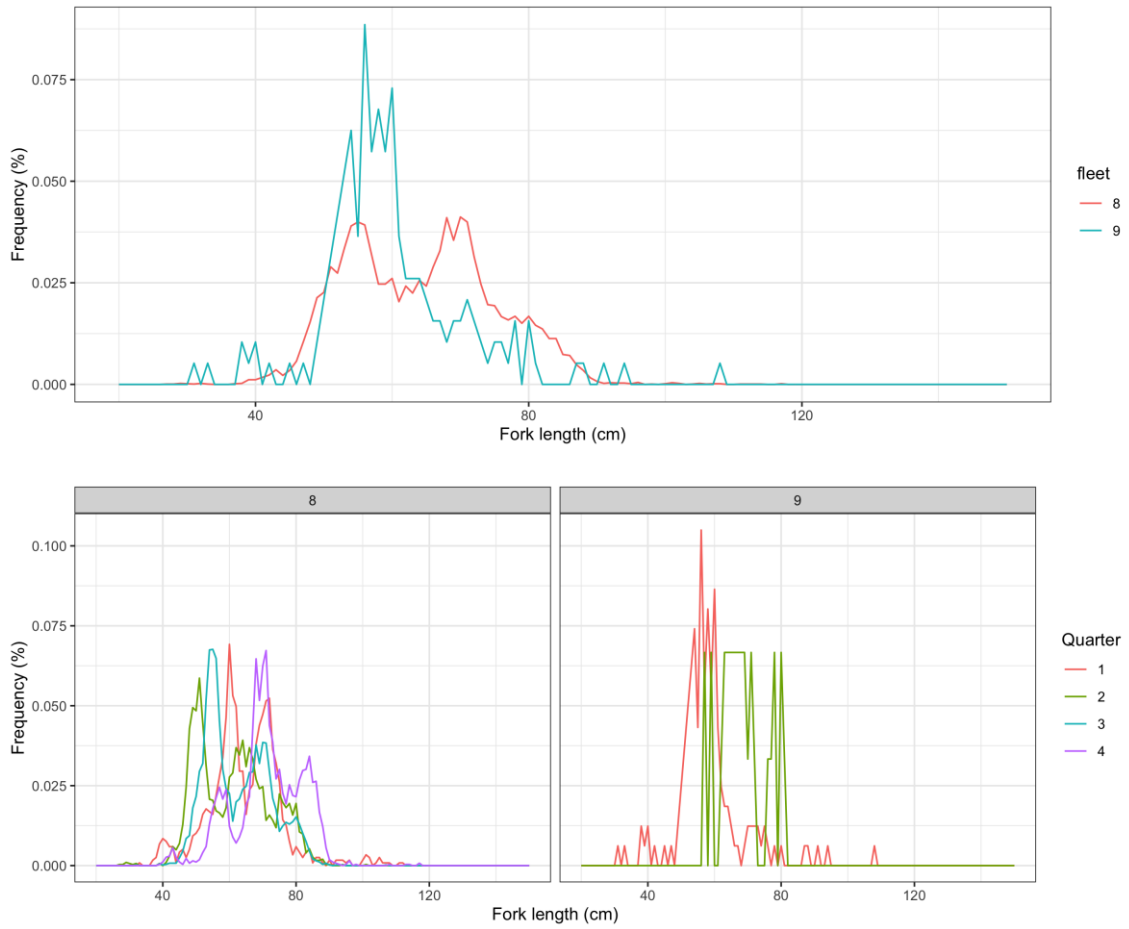 0.075
0.050
0.025
0.000
Frequency (%)
40 80 120
Fork length (cm)
fleet
8
9
8 9
0.100
0.075
0.050
0.025
0.000
Frequency (%)
40 80 120 40 80 120
Fork length (cm)
Quarter
1
2
3
4